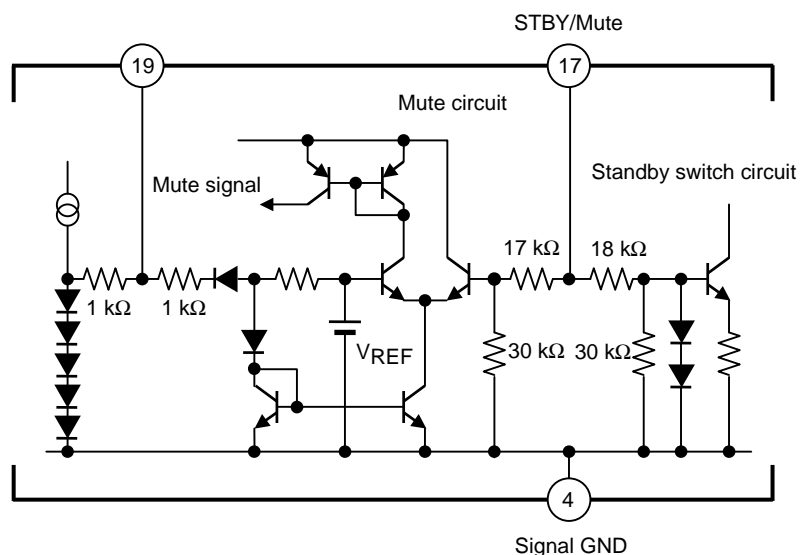 STBY/Mute
19
17
Mute circuit
Mute signal
Standby switch circuit
17 kΩ
18 kΩ
1 kΩ
1 kΩ
VREF
30 kΩ
30 kΩ
4
Signal GND